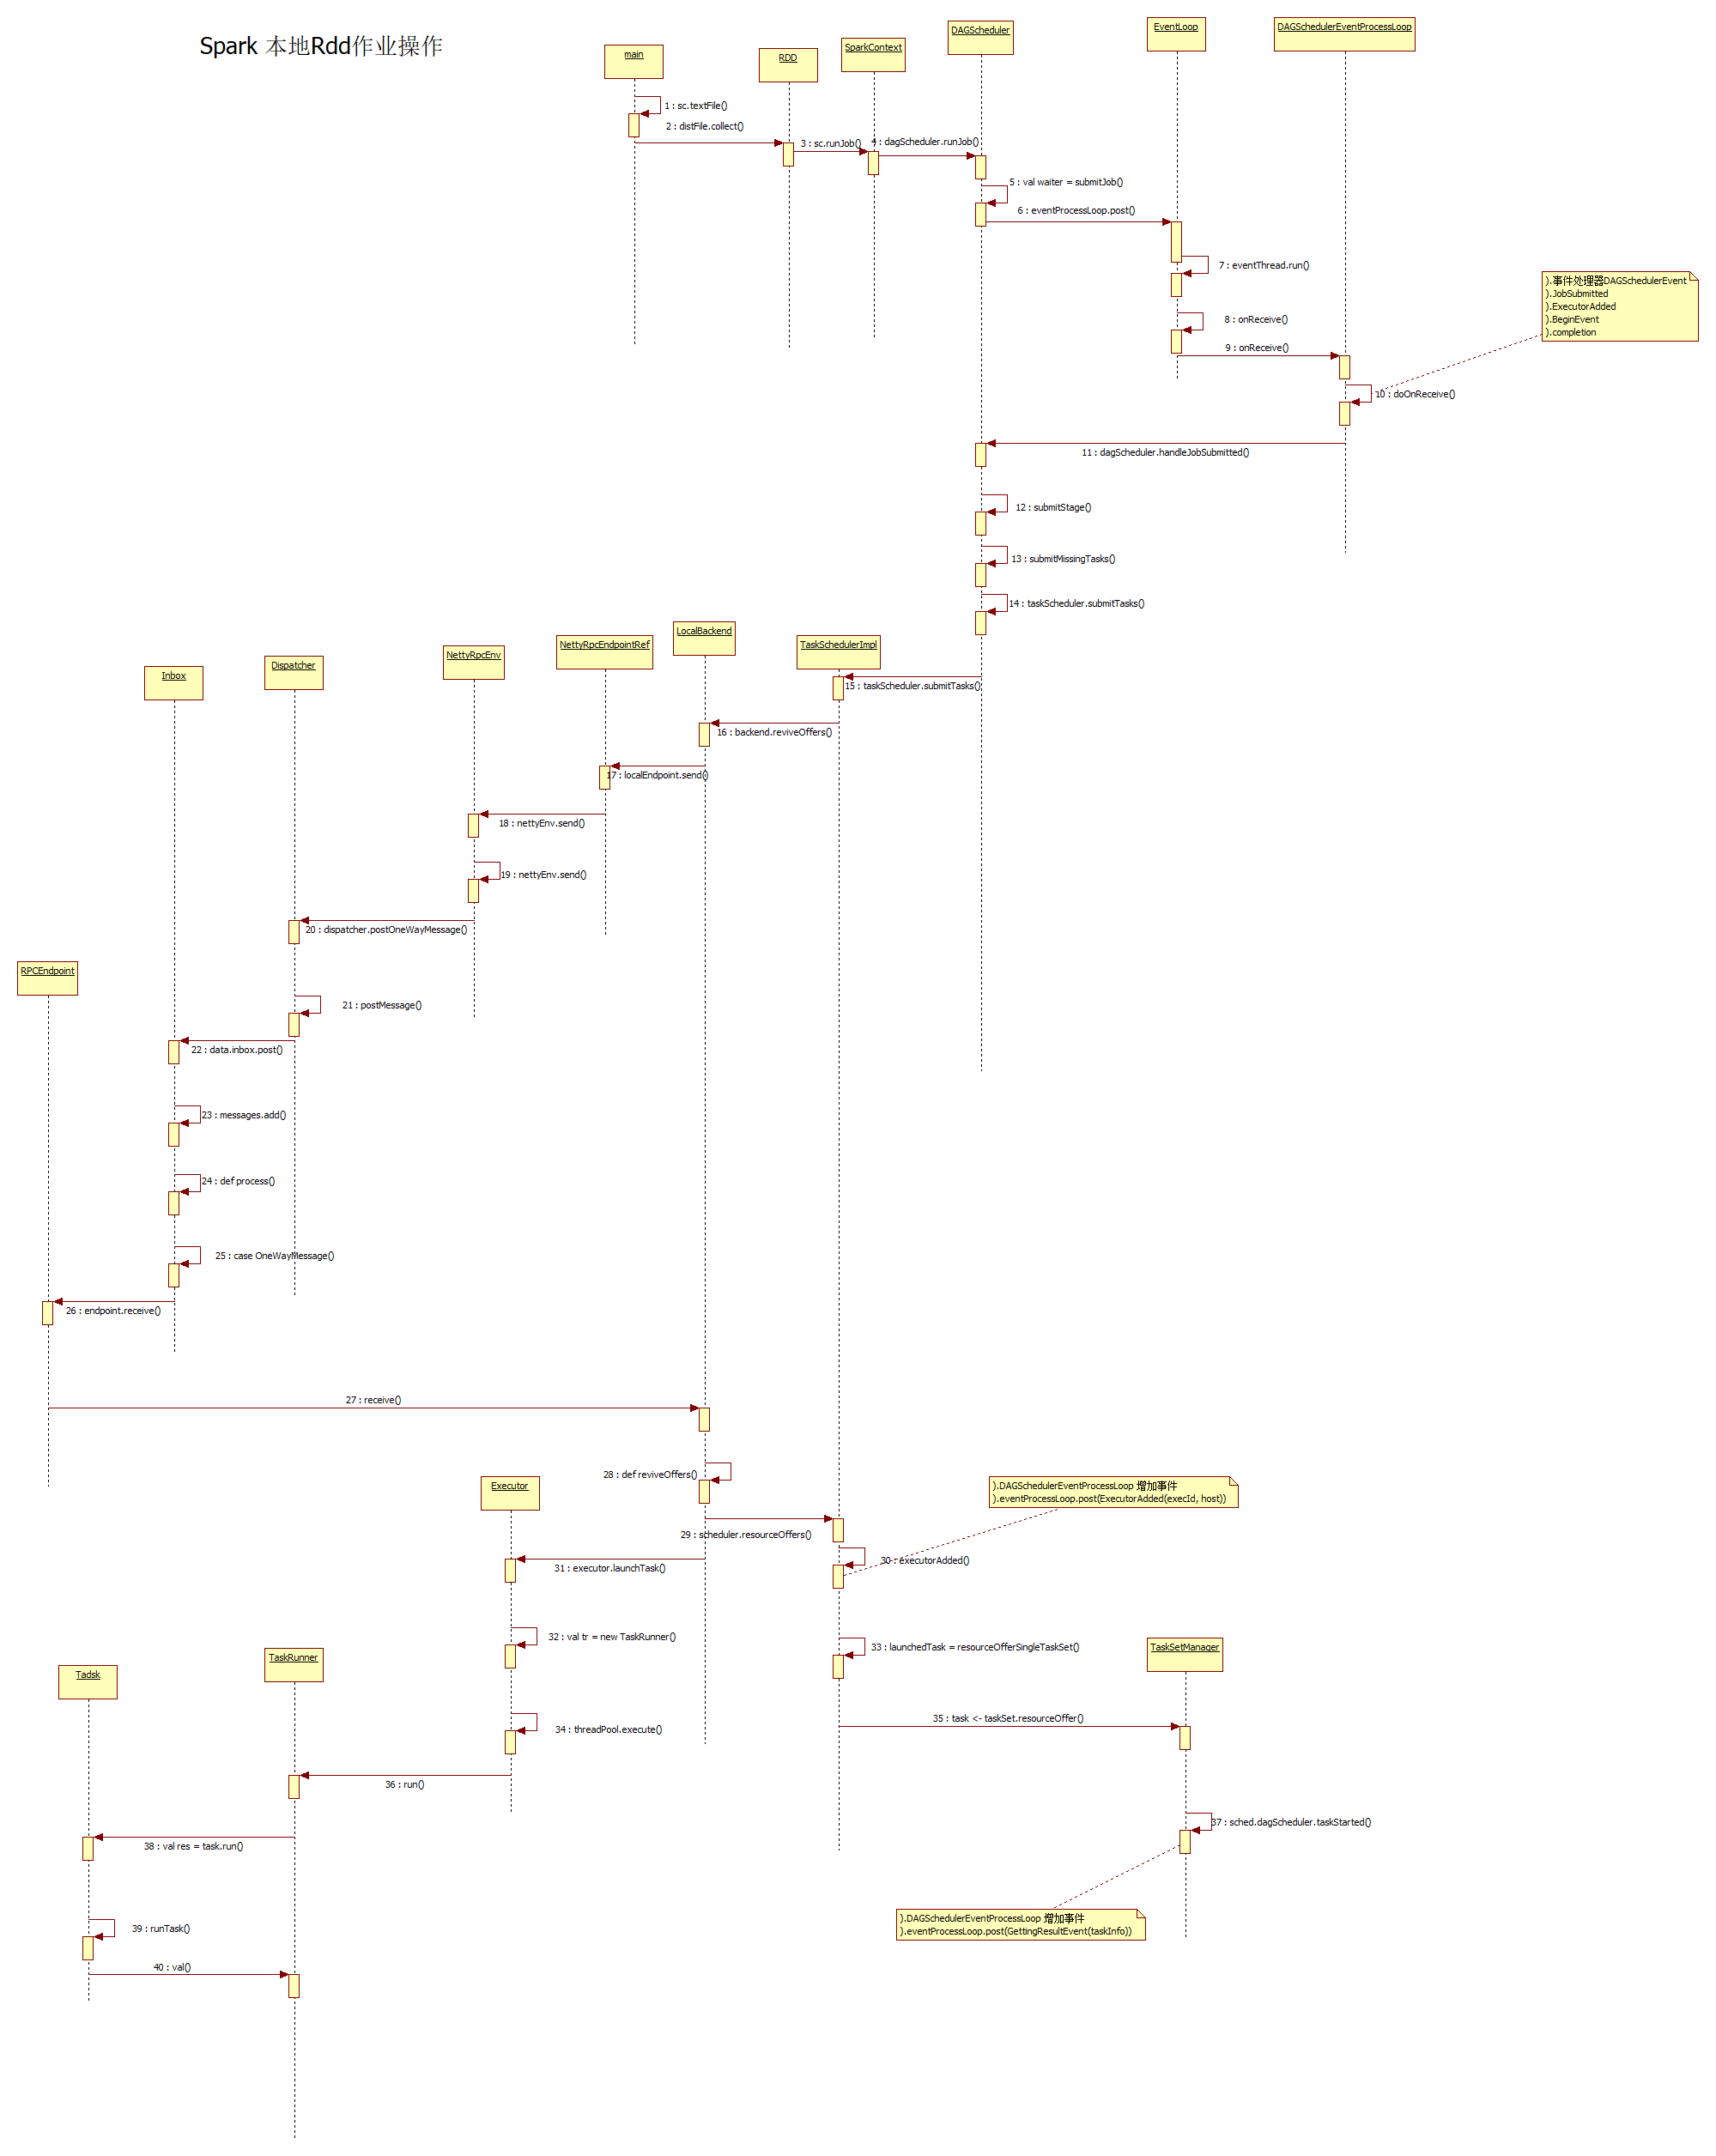 Spark 本地Rdd作业操作
main
RDD
SparkContext
DAGScheduler
EventLoop
DAGSchedulerEventProcessLoop
1 : sc.textFile()
2 : distFile.collect()
3 : sc.runJob()
4 : dagScheduler.runJob()
5 : val waiter = submitJob()
6 : eventProcessLoop.post()
7 : eventThread.run()
).事件处理器DAGSchedulerEvent
).JobSubmitted
).ExecutorAdded
).BeginEvent
).completion
8 : onReceive()
9 : onReceive()
10 : doOnReceive()
11 : dagScheduler.handleJobSubmitted()
12 : submitStage()
13 : submitMissingTasks()
14 : taskScheduler.submitTasks()
Inbox
Dispatcher
NettyRpcEnv
NettyRpcEndpointRef
LocalBackend
TaskSchedulerImpl
15 : taskScheduler.submitTasks()
16 : backend.reviveOffers()
17 : localEndpoint.send()
18 : nettyEnv.send()
19 : nettyEnv.send()
20 : dispatcher.postOneWayMessage()
RPCEndpoint
21 : postMessage()
22 : data.inbox.post()
23 : messages.add()
24 : def process()
25 : case OneWayMessage()
26 : endpoint.receive()
27 : receive()
28 : def reviveOffers()
Executor
).DAGSchedulerEventProcessLoop 增加事件
).eventProcessLoop.post(ExecutorAdded(execId, host))
29 : scheduler.resourceOffers()
30 : executorAdded()
31 : executor.launchTask()
32 : val tr = new TaskRunner()
33 : launchedTask = resourceOfferSingleTaskSet()
TaskSetManager
TaskRunner
Tadsk
34 : threadPool.execute()
35 : task <- taskSet.resourceOffer()
36 : run()
37 : sched.dagScheduler.taskStarted()
38 : val res = task.run()
).DAGSchedulerEventProcessLoop 增加事件
).eventProcessLoop.post(GettingResultEvent(taskInfo))
39 : runTask()
40 : val()